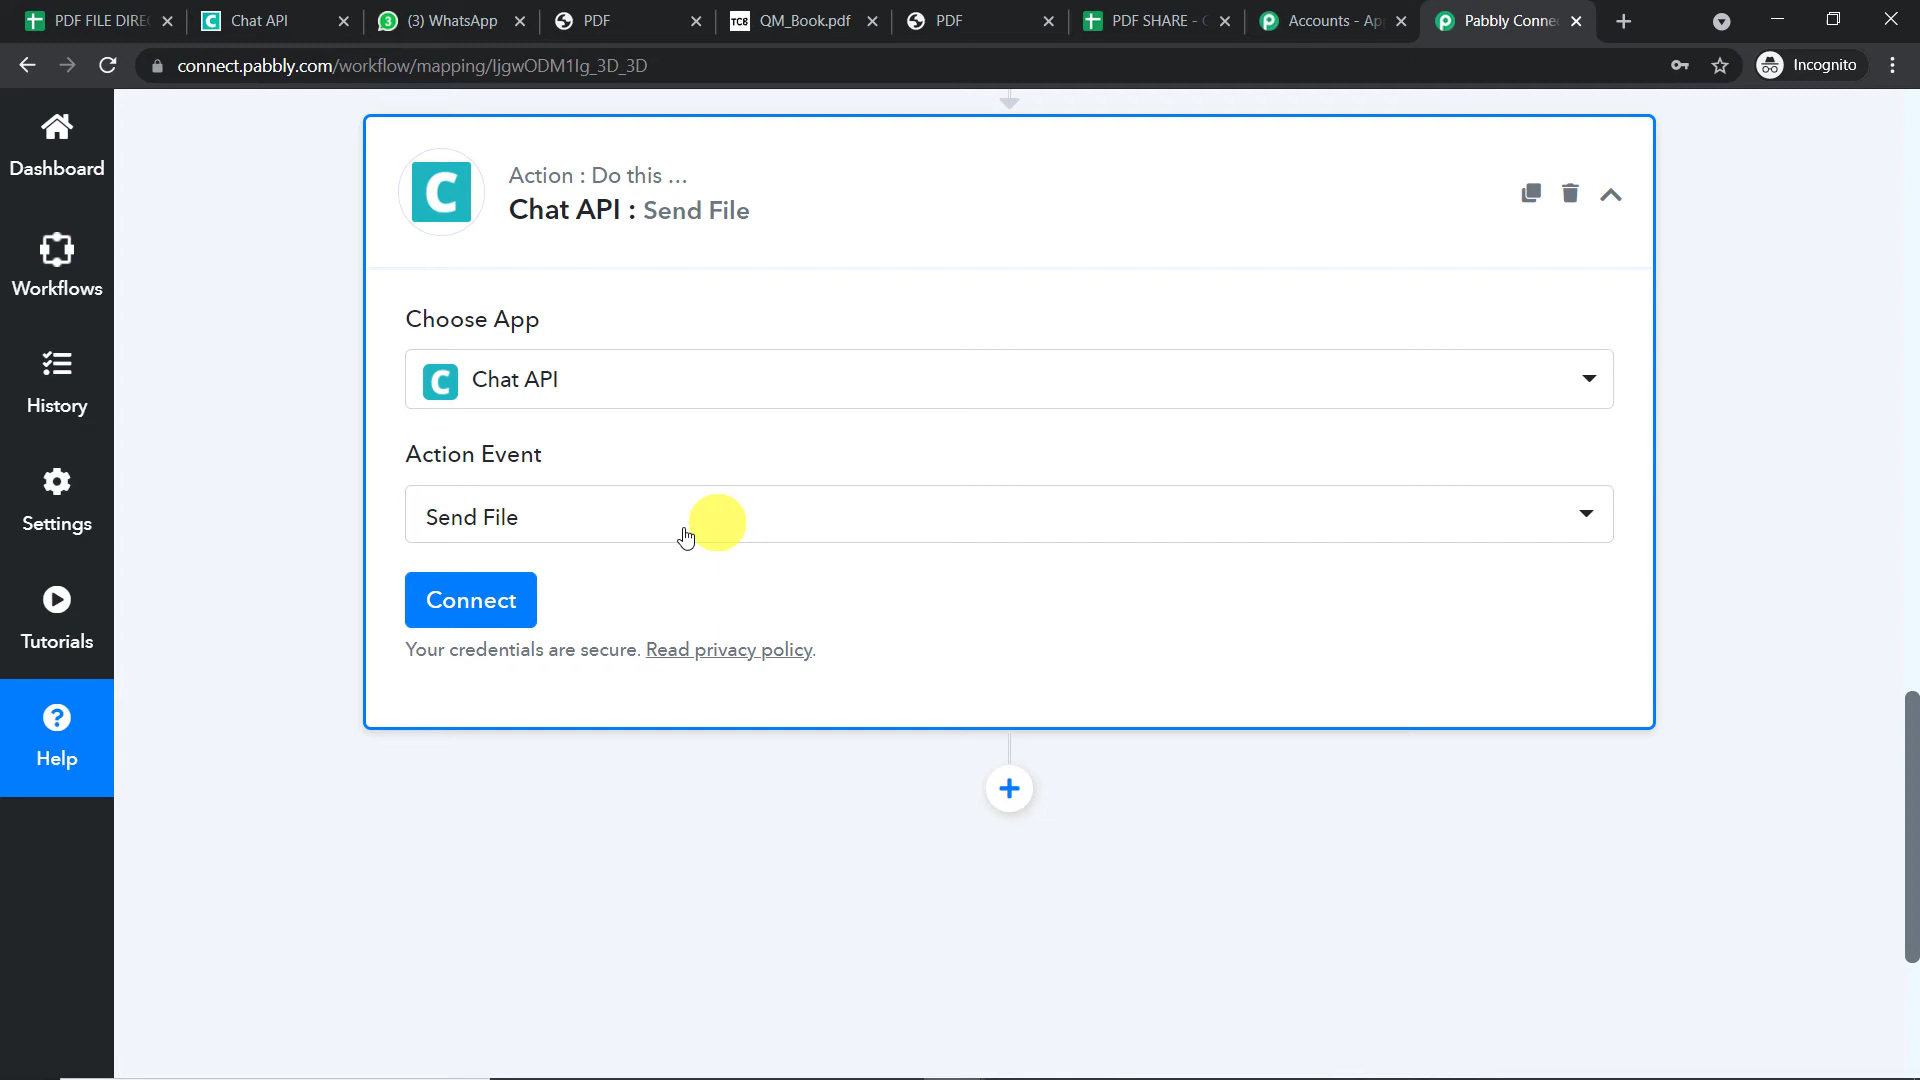 PDF FILE DIRE
Chat API
(3) WhatsApp
PDF
QM_Book.pdf
PDF
PDF SHARE -
Accounts - Ap
Pabbly Conne
connect.pabbly.com/workflow/mapping/IjgwODM1Ig_3D_3D
Incognito
Dashboard
Workflows
History
Settings
Tutorials
Help
Action : Do this ...
Chat API : Send File
Choose App
Chat API
Action Event
Send File
Connect
Your credentials are secure. Read privacy policy.